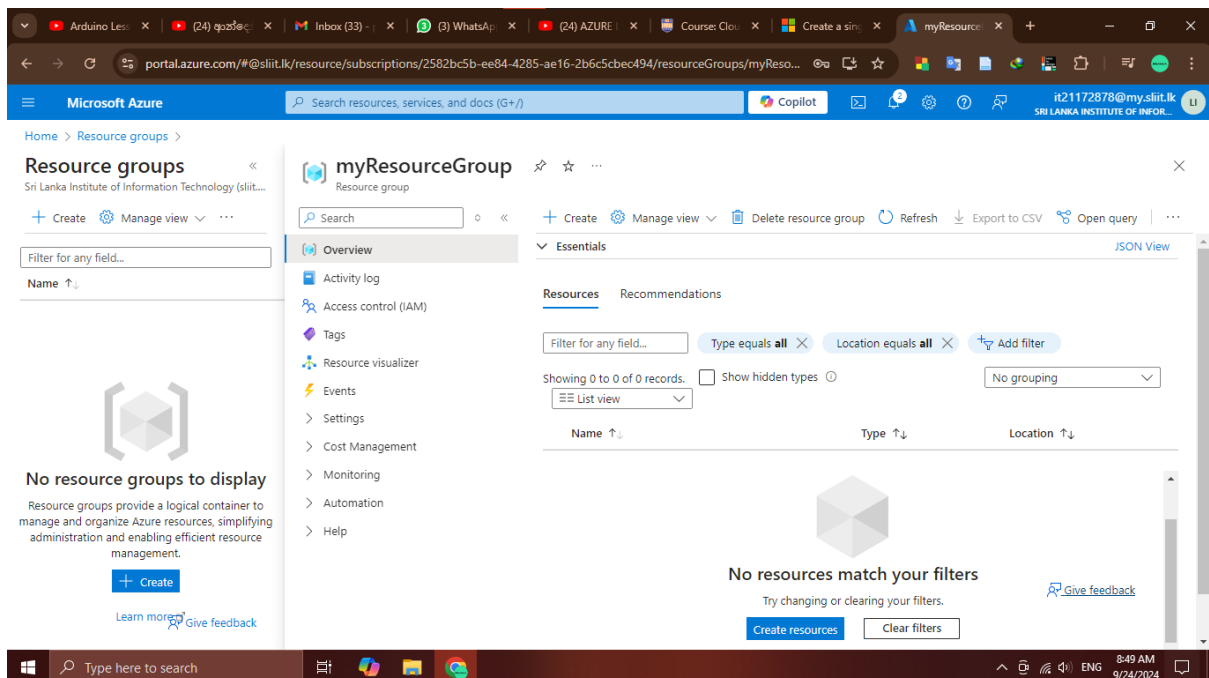 Arduino Less
(24) ඇසඟි
Inbox (33) -
(3) WhatsAp
(24) AZURE
Course: Clou
Create a sing
myResource
portal.azure.com/#@sliit.lk/resource/subscriptions/2582bc5b-ee84-4285-ae16-2b6c5cbec494/resourceGroups/myReso...
Microsoft Azure
Search resources, services, and docs (G+/)
Copilot
2
it21172878@my.sliit.lk
SRI LANKA INSTITUTE OF INFOR...
LI
Home > Resource groups >
Resource groups
Sri Lanka Institute of Information Technology (sliit....
Create
Manage view
Filter for any field...
Name ↑↓
No resource groups to display
Resource groups provide a logical container to
manage and organize Azure resources, simplifying
administration and enabling efficient resource
management.
Create
Learn more
Give feedback
myResourceGroup
Resource group
Search
Overview
Activity log
Access control (IAM)
Tags
Resource visualizer
Events
Settings
Cost Management
Monitoring
Automation
Help
Create
Manage view
Delete resource group
Refresh
Export to CSV
Open query
Essentials
JSON View
Resources
Recommendations
Filter for any field...
Type equals all
Location equals all
Add filter
Showing 0 to 0 of 0 records.
Show hidden types
No grouping
List view
Name ↑↓
Type ↑↓
Location ↑↓
No resources match your filters
Try changing or clearing your filters.
Create resources
Clear filters
Give feedback
Type here to search
ENG
8:49 AM
9/24/2024